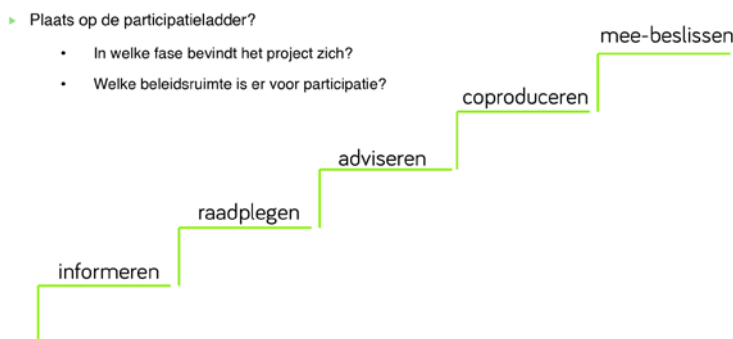 Plaats op de participatieladder?
• In welke fase bevindt het project zich?
• Welke beleidsruimte is er voor participatie?
mee-beslissen
coproduceren
adviseren
raadplegen
informeren